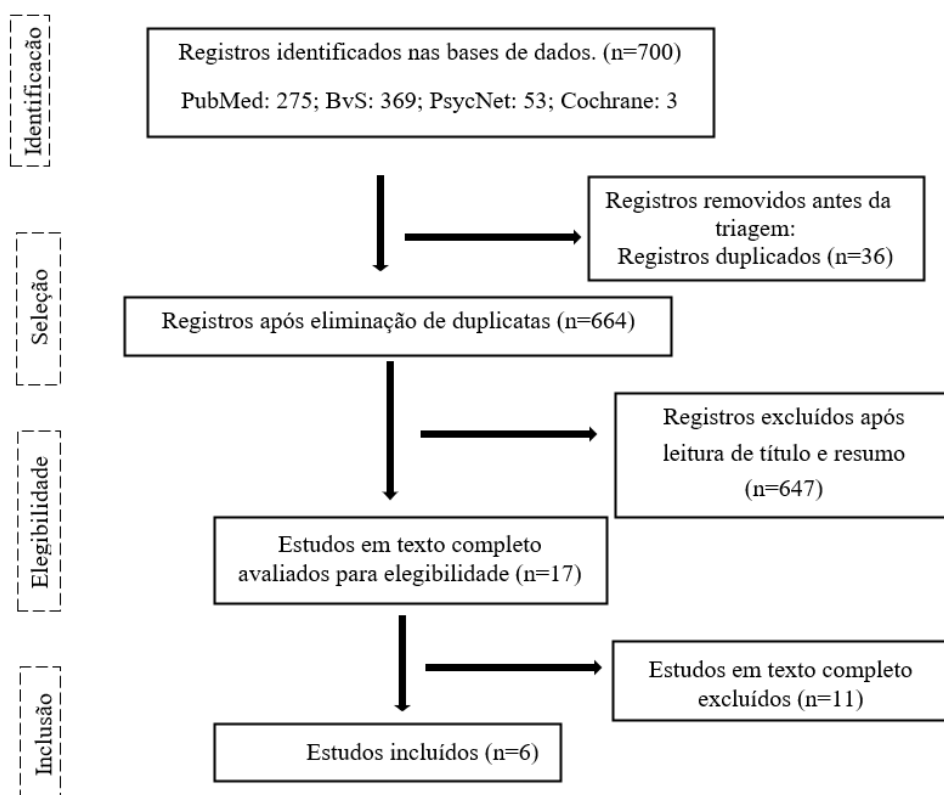 Identificação
Registros identificados nas bases de dados. (n=700)
PubMed: 275; BvS: 369; PsycNet: 53; Cochrane: 3
Registros removidos antes da
triagem:
Registros duplicados (n=36)
Seleção
Registros após eliminação de duplicatas (n=664)
Registros excluídos após
leitura de título e resumo
(n=647)
Elegibilidade
Estudos em texto completo
avaliados para elegibilidade (n=17)
Estudos em texto completo
excluídos (n=11)
Inclusão
Estudos incluídos (n=6)